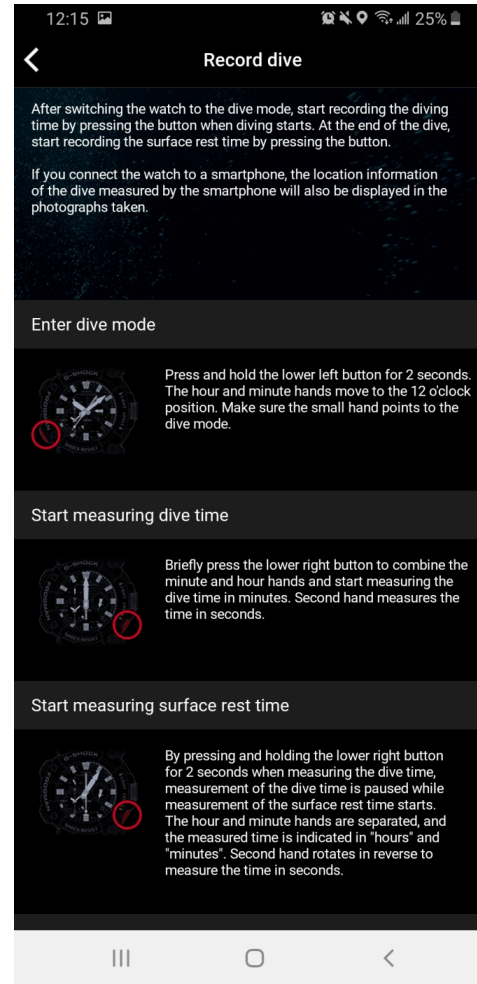 12:15 25%
Record dive
After switching the watch to the dive mode, start recording the diving
time by pressing the button when diving starts. At the end of the dive,
start recording the surface rest time by pressing the button.
If you connect the watch to a smartphone, the location information
of the dive measured by the smartphone will also be displayed in the
photographs taken.
Enter dive mode
G-SHOCK
SHOCK RESIST
Press and hold the lower left button for 2 seconds.
The hour and minute hands move to the 12 o'clock
position. Make sure the small hand points to the
dive mode.
Start measuring dive time
G-SHOCK
SHOCK RESIST
Briefly press the lower right button to combine the
minute and hour hands and start measuring the
dive time in minutes. Second hand measures the
time in seconds.
Start measuring surface rest time
G-SHOCK
SHOCK RESIST
By pressing and holding the lower right button
for 2 seconds when measuring the dive time,
measurement of the dive time is paused while
measurement of the surface rest time starts.
The hour and minute hands are separated, and
the measured time is indicated in "hours" and
"minutes". Second hand rotates in reverse to
measure the time in seconds.